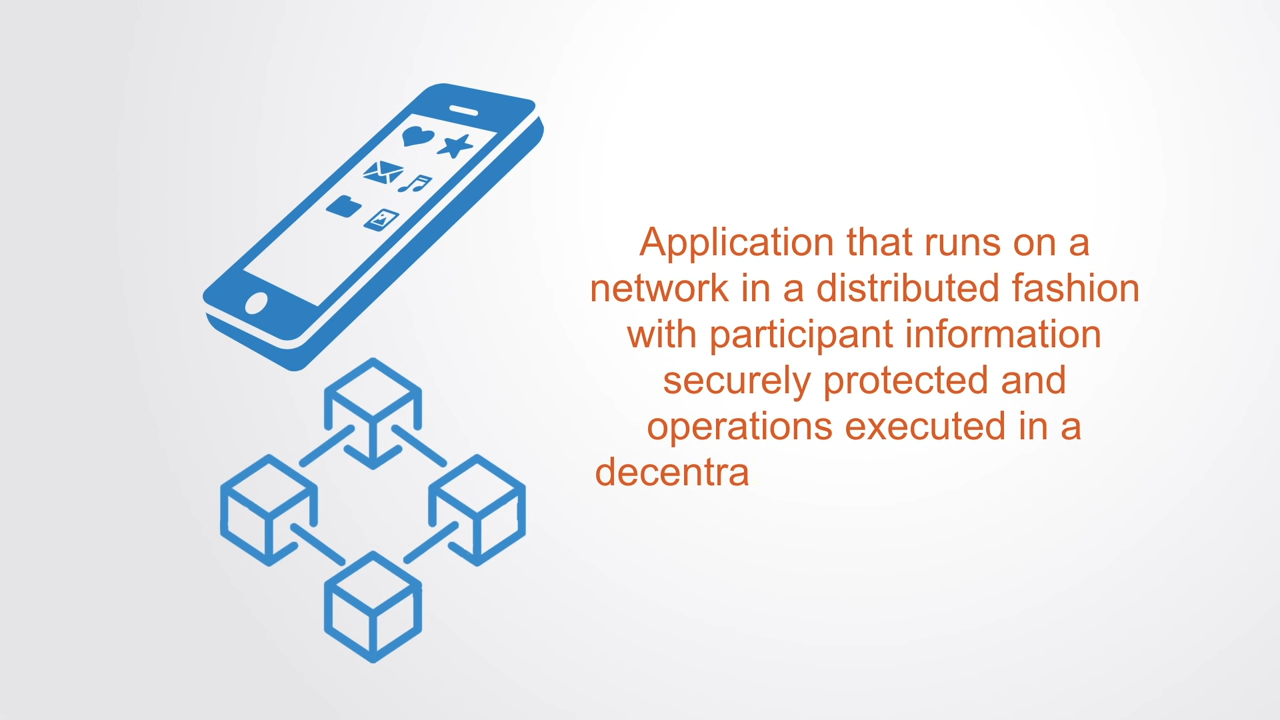 Application that runs on a
network in a distributed fashion
with participant information
securely protected and
operations executed in a
decentra